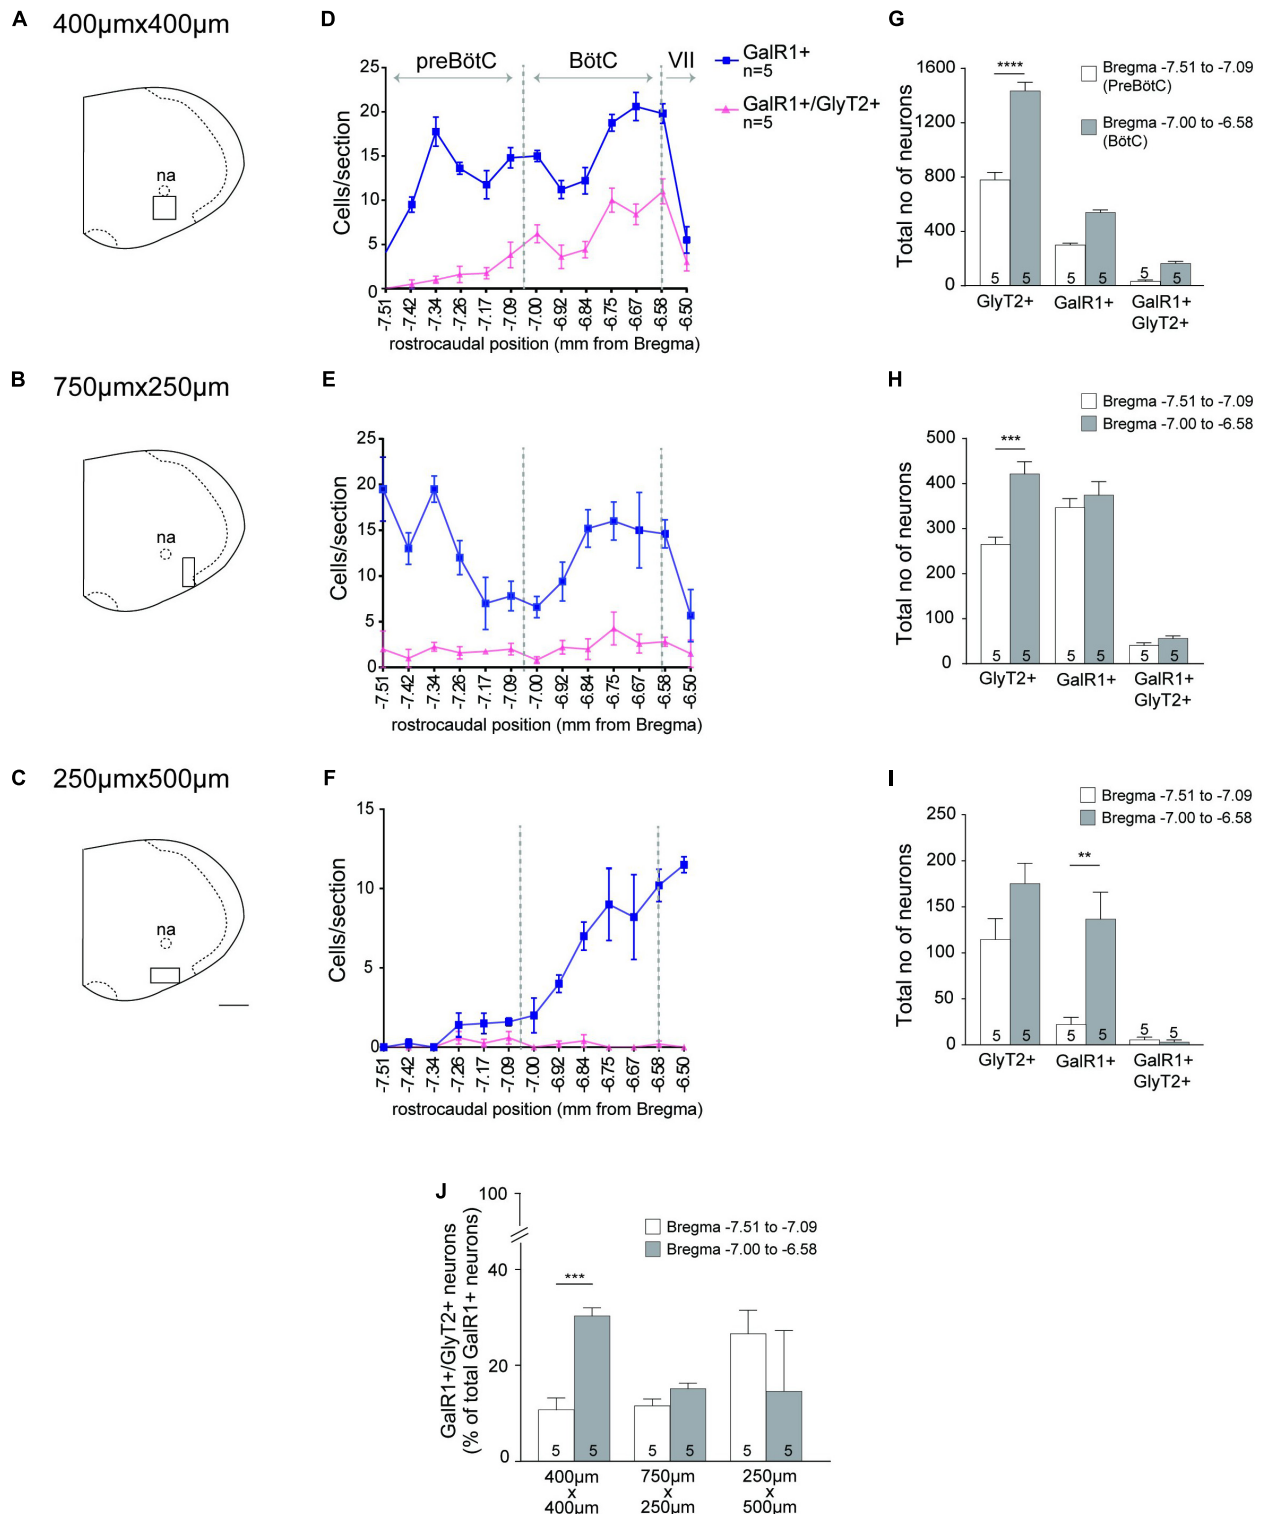 A
400µmx400µm
na
D
preBötC
BötC
VII
GalR1+
n=5
GalR1+/GlyT2+
n=5
Cells/section
25
20
15
10
5
0
-7.51
-7.42
-7.34
-7.26
-7.17
-7.09
-7.00
-6.92
-6.84
-6.75
-6.67
-6.58
-6.50
rostrocaudal position (mm from Bregma)
G
Bregma -7.51 to -7.09
(PreBötC)
Bregma -7.00 to -6.58
(BötC)
Total no of neurons
1600
1200
800
400
0
****
5 5 5 5 5 5
GlyT2+ GalR1+ GalR1+
GlyT2+
B
750µmx250µm
na
E
Cells/section
25
20
15
10
5
0
-7.51
-7.42
-7.34
-7.26
-7.17
-7.09
-7.00
-6.92
-6.84
-6.75
-6.67
-6.58
-6.50
rostrocaudal position (mm from Bregma)
H
Bregma -7.51 to -7.09
Bregma -7.00 to -6.58
Total no of neurons
500
400
300
200
100
0
***
5 5 5 5 5 5
GlyT2+ GalR1+ GalR1+
GlyT2+
C
250µmx500µm
na
F
Cells/section
15
10
5
0
-7.51
-7.42
-7.34
-7.26
-7.17
-7.09
-7.00
-6.92
-6.84
-6.75
-6.67
-6.58
-6.50
rostrocaudal position (mm from Bregma)
I
Bregma -7.51 to -7.09
Bregma -7.00 to -6.58
Total no of neurons
250
200
150
100
50
0
**
5 5 5 5 5 5
GlyT2+ GalR1+ GalR1+
GlyT2+
J
GalR1+/GlyT2+ neurons
(% of total GalR1+ neurons)
100
40
20
0
Bregma -7.51 to -7.09
Bregma -7.00 to -6.58
***
5 5 5 5 5 5
400µm 750µm 250µm
x x x
400µm 250µm 500µm